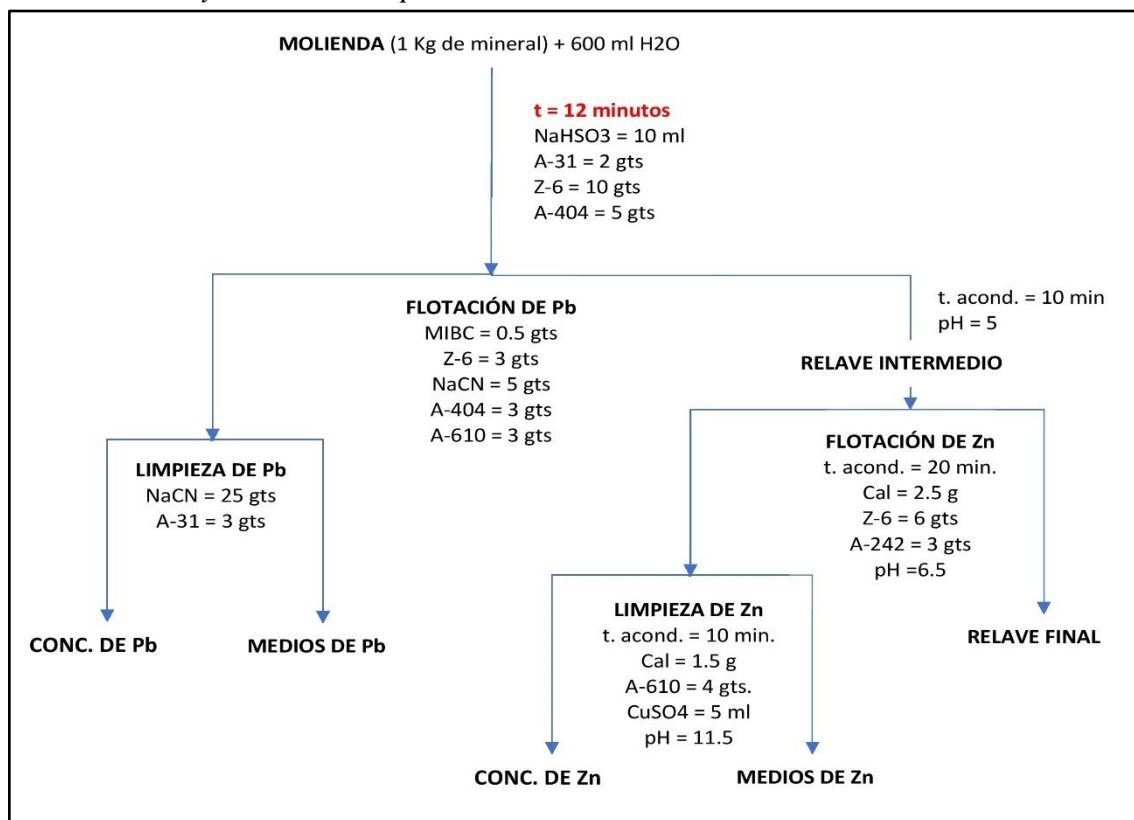 MOLIENDA (1 Kg de mineral) + 600 ml H2O
t = 12 minutos
NaHSO3 = 10 ml
A-31 = 2 gts
Z-6 = 10 gts
A-404 = 5 gts
FLOTACIÓN DE Pb
MIBC = 0.5 gts
Z-6 = 3 gts
NaCN = 5 gts
A-404 = 3 gts
A-610 = 3 gts
t. acond. = 10 min
pH = 5
RELAVE INTERMEDIO
LIMPIEZA DE Pb
NaCN = 25 gts
A-31 = 3 gts
FLOTACIÓN DE Zn
t. acond. = 20 min.
Cal = 2.5 g
Z-6 = 6 gts
A-242 = 3 gts
pH =6.5
CONC. DE Pb
MEDIOS DE Pb
LIMPIEZA DE Zn
t. acond. = 10 min.
Cal = 1.5 g
A-610 = 4 gts.
CuSO4 = 5 ml
pH = 11.5
RELAVE FINAL
CONC. DE Zn
MEDIOS DE Zn